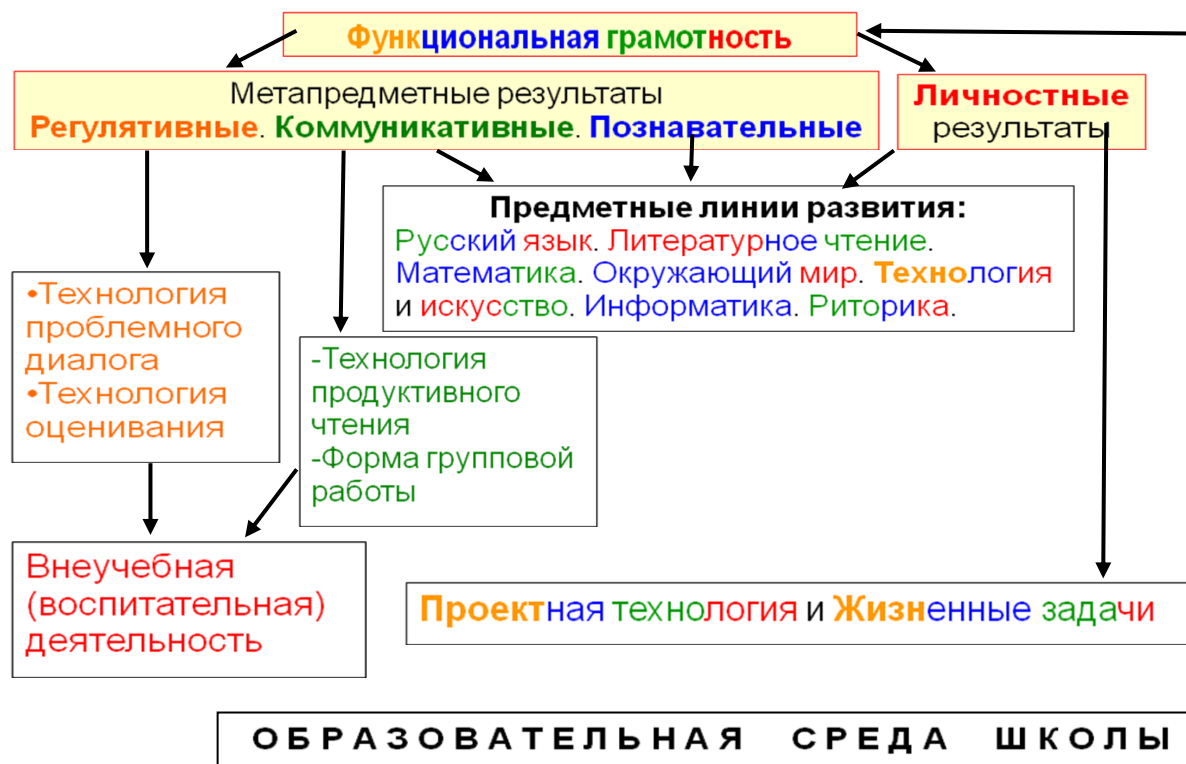 Функциональная грамотность
Метапредметные результаты
Регулятивные. Коммуникативные. Познавательные
Личностные
результаты
Предметные линии развития:
Русский язык. Литературное чтение.
Математика. Окружающий мир. Технология
и искусство. Информатика. Риторика.
•Технология
проблемного
диалога
•Технология
оценивания
-Технология
продуктивного
чтения
-Форма групповой
работы
Внеучебная
(воспитательная)
деятельность
Проектная технология и Жизненные задачи
ОБРАЗОВАТЕЛЬНАЯ СРЕДА ШКОЛЫ